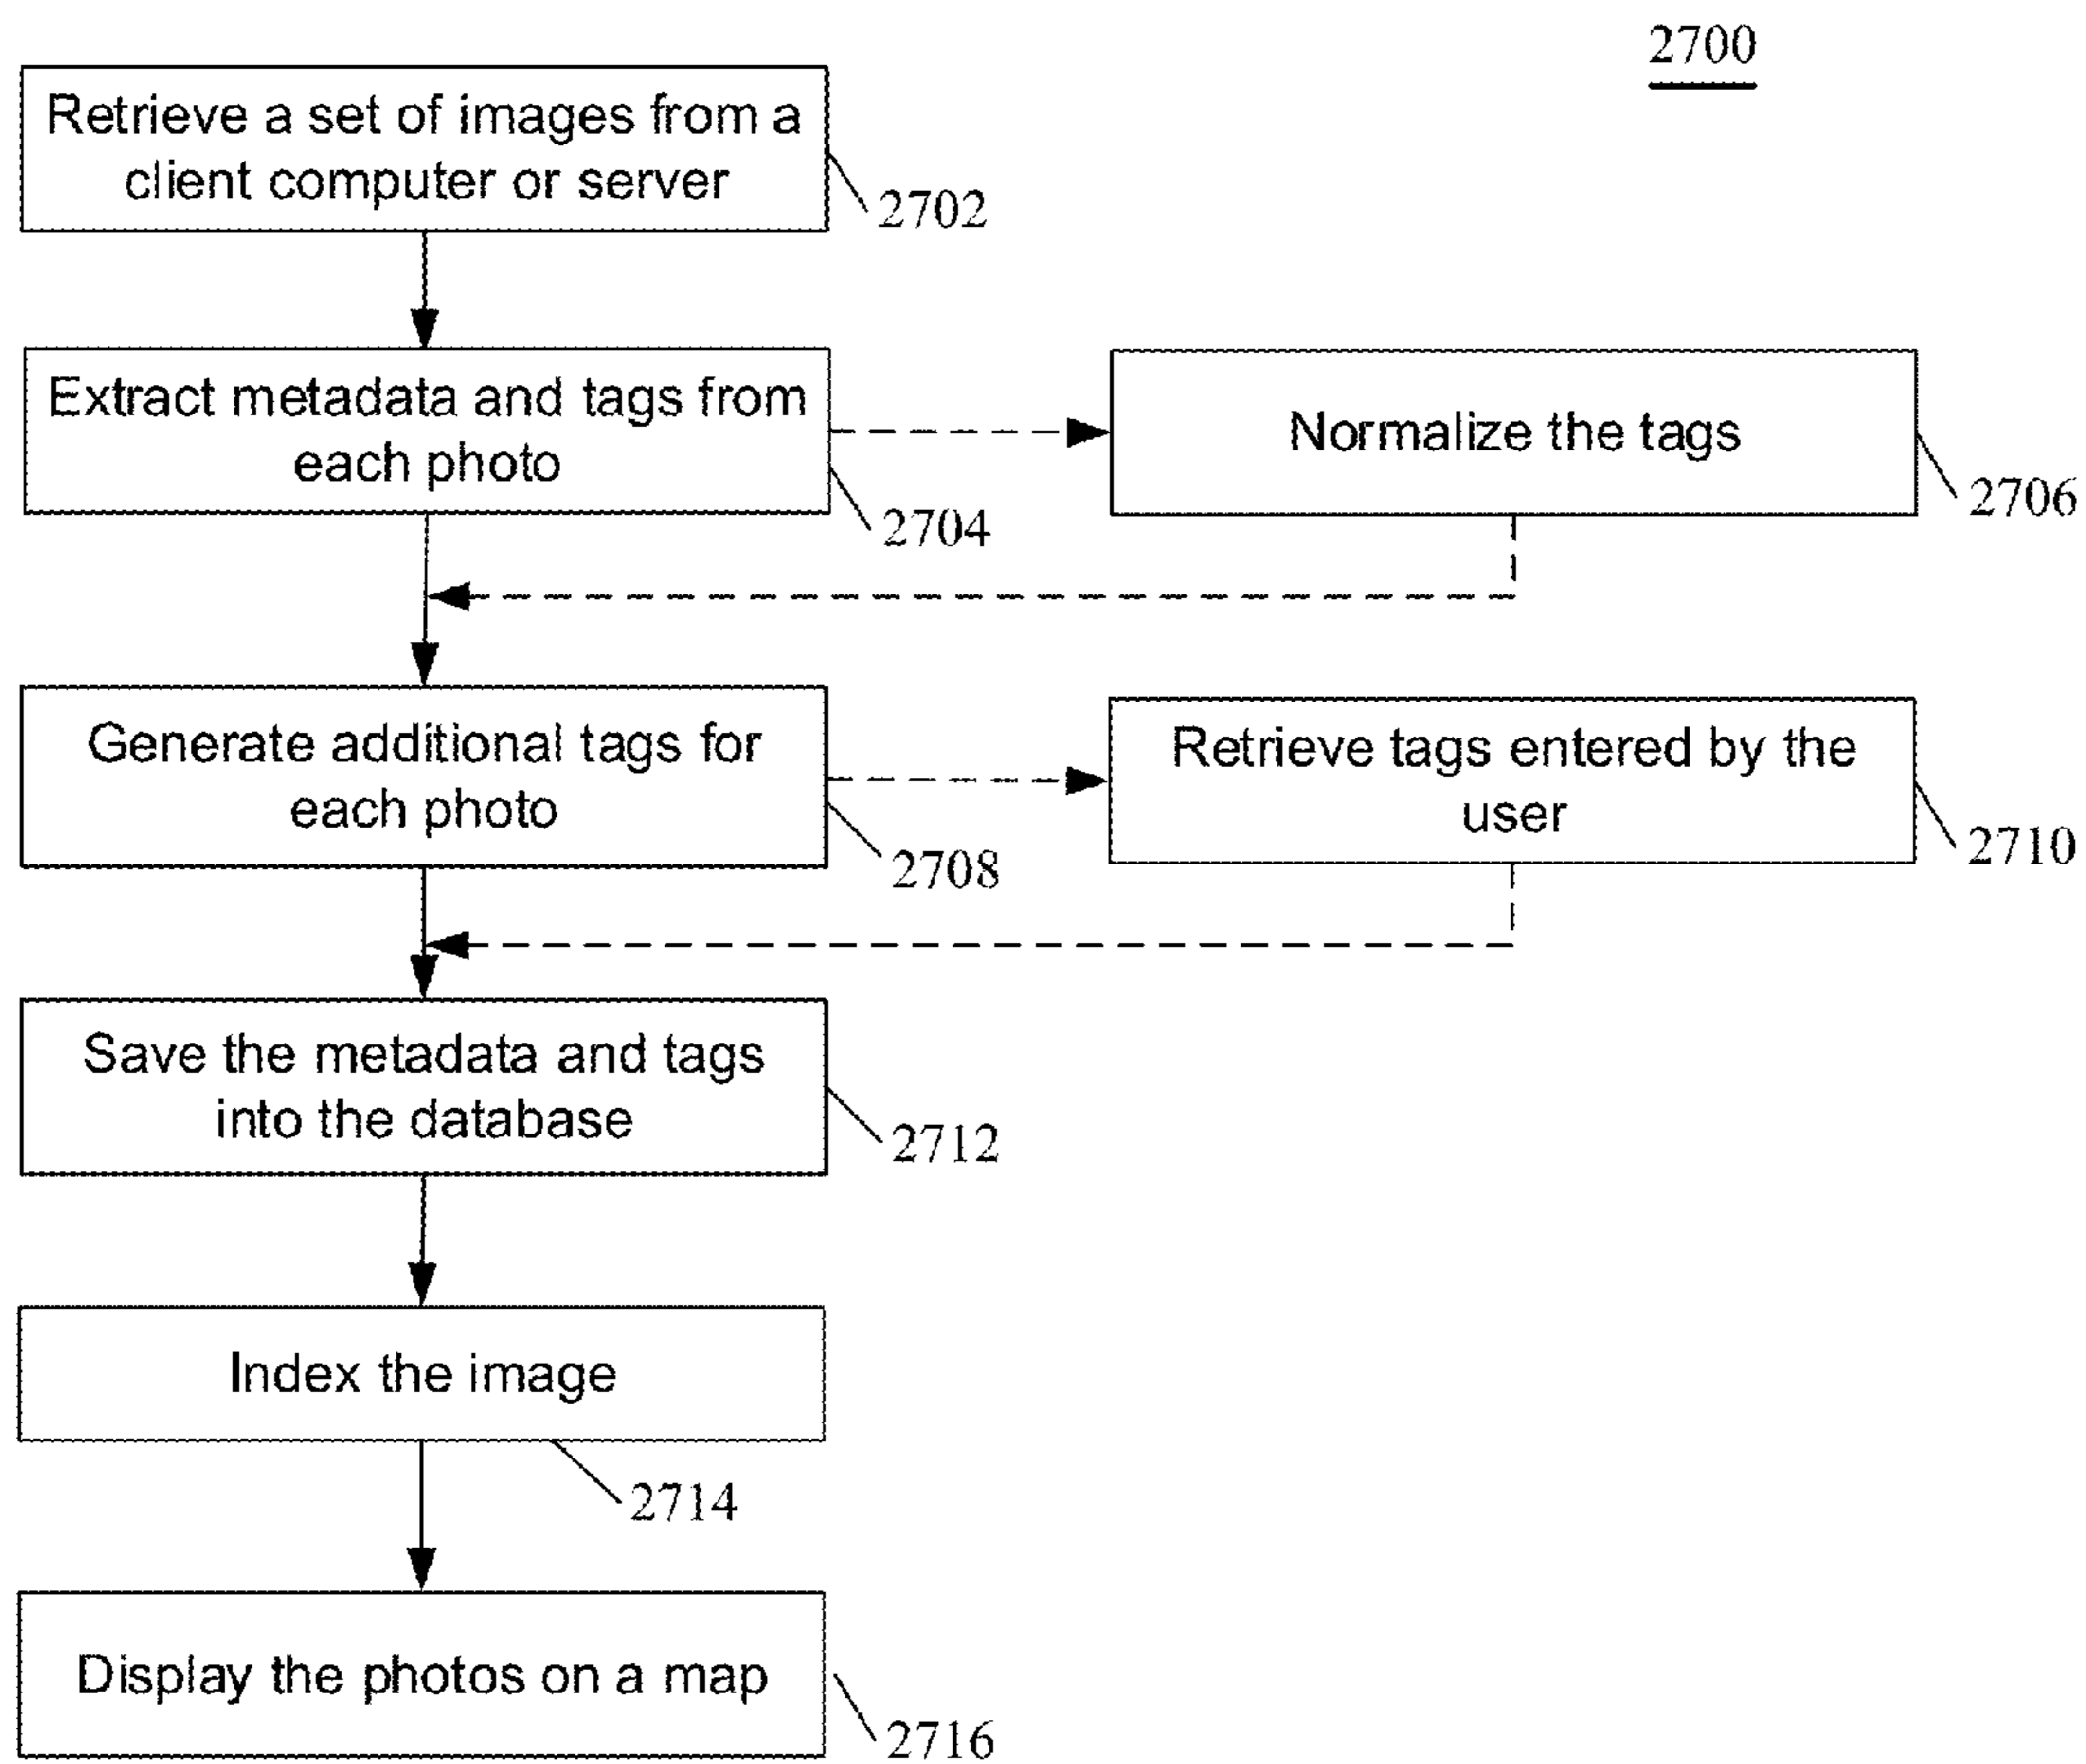 2700
Retrieve a set of images from a
client computer or server
2702
Extract metadata and tags from
each photo
2704
Normalize the tags
2706
Generate additional tags for
each photo
2708
Retrieve tags entered by the
user
2710
Save the metadata and tags
into the database
2712
Index the image
2714
Display the photos on a map
2716